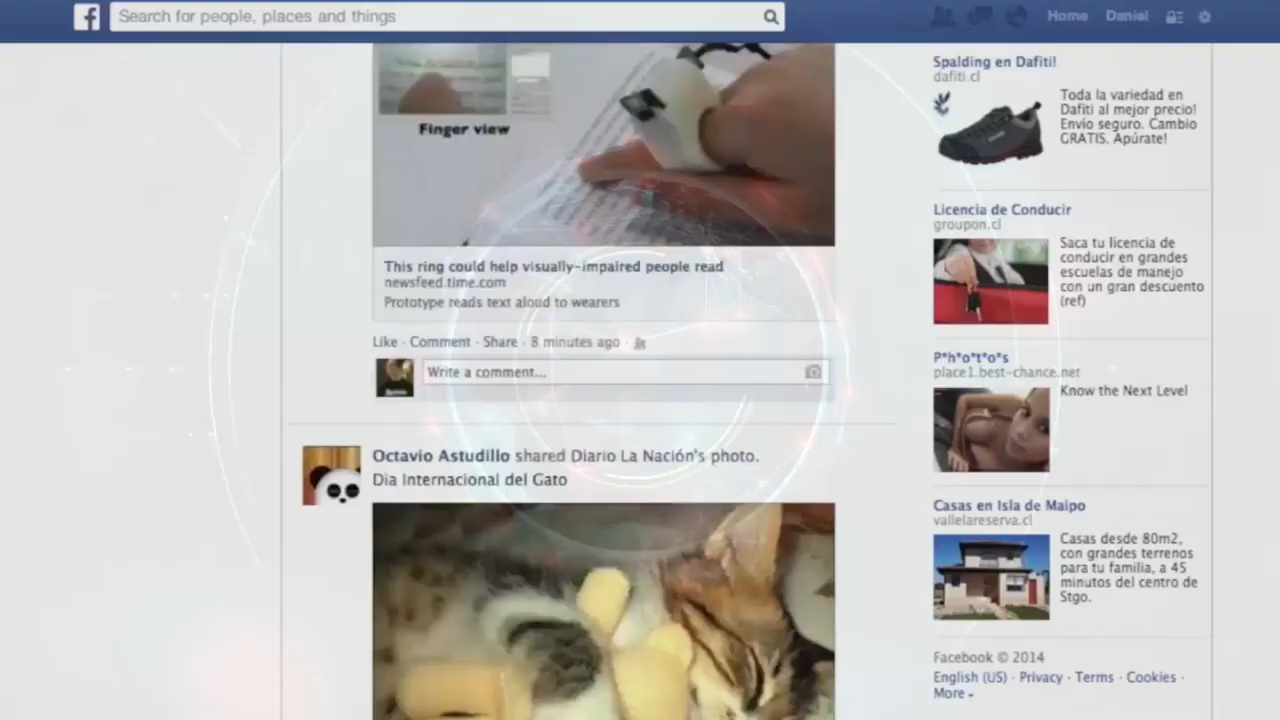 Search for people, places and things
Home
Daniel
Finger view
This ring could help visually-impaired people read
newsfeed.time.com
Prototype reads text aloud to wearers
Like · Comment · Share · 8 minutes ago ·
Write a comment...
Octavio Astudillo shared Diario La Nación's photo.
Dia Internacional del Gato
Spalding en Dafiti!
dafiti.cl
Toda la variedad en
Dafiti al mejor precio!
Envío seguro. Cambio
GRATIS. Apúrate!
Licencia de Conducir
groupon.cl
Saca tu licencia de
conducir en grandes
escuelas de manejo
con un gran descuento
(ref)
P*h*o*t*o*s
place1.best-chance.net
Know the Next Level
Casas en Isla de Maipo
vallelareserva.cl
Casas desde 80m2,
con grandes terrenos
para tu familia, a 45
minutos del centro de
Stgo.
Facebook © 2014
English (US) · Privacy · Terms · Cookies ·
More